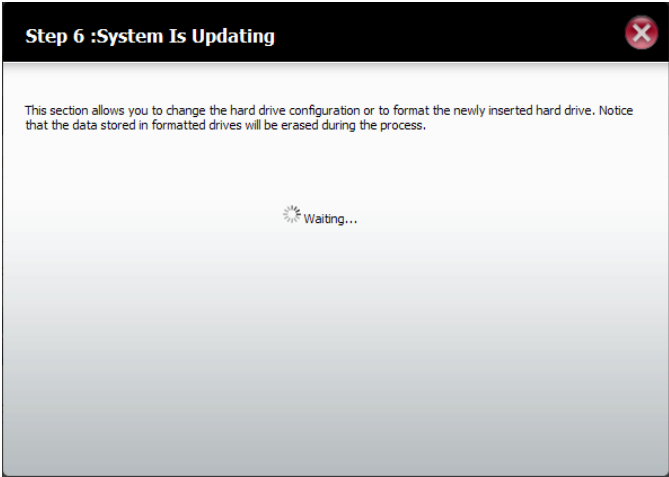 Step 6 :System Is Updating
This section allows you to change the hard drive configuration or to format the newly inserted hard drive. Notice
that the data stored in formatted drives will be erased during the process.
Waiting...